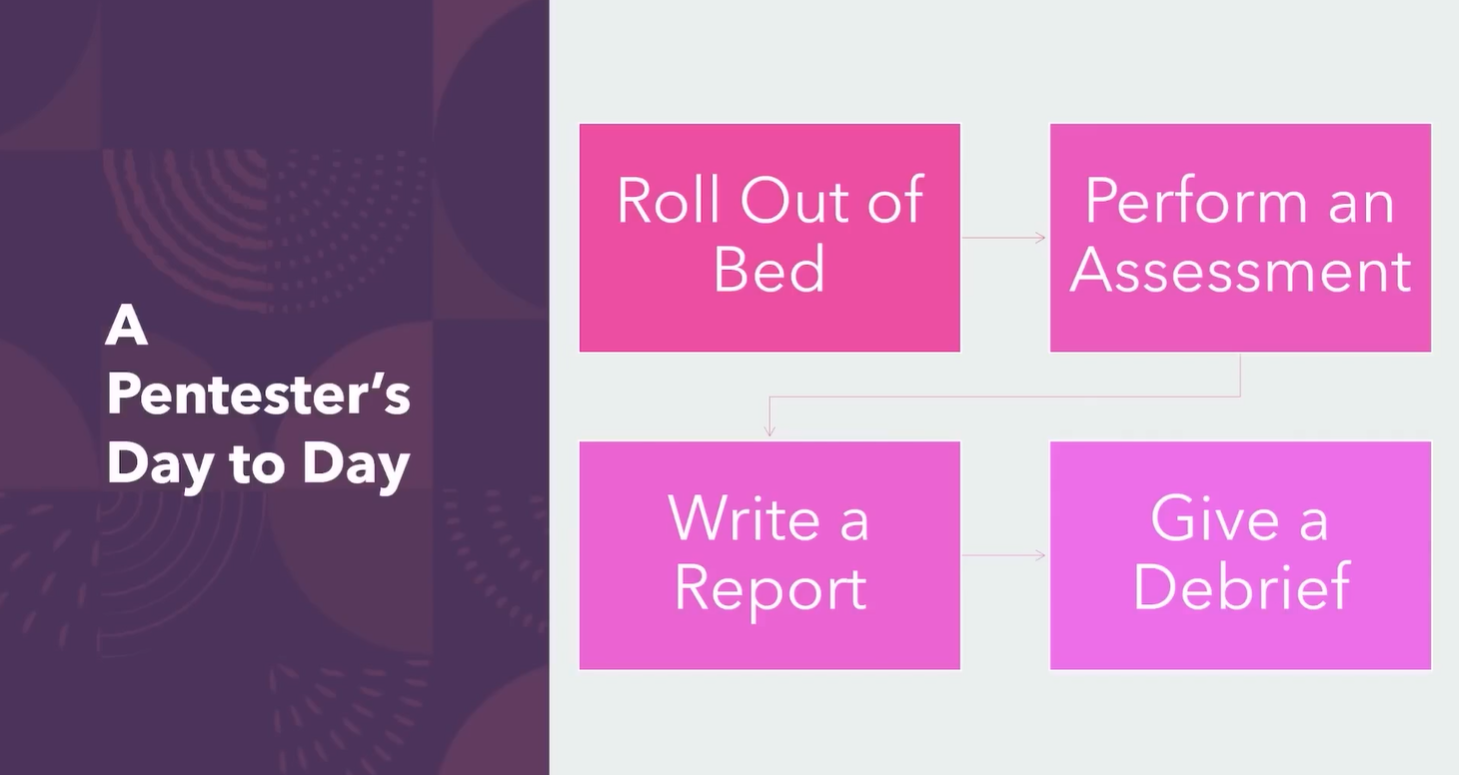 A
Pentester’s
Day to Day
Roll Out of
Bed
Perform an
Assessment
Write a
Report
Give a
Debrief